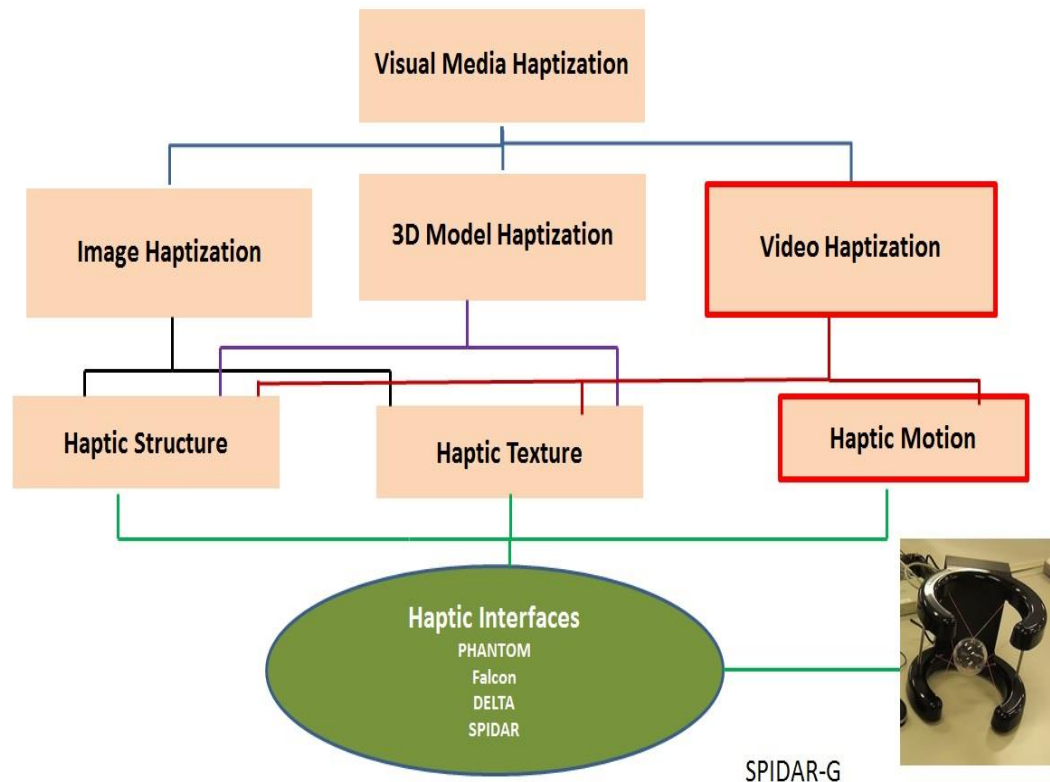 Visual Media Haptization
Image Haptization
3D Model Haptization
Video Haptization
Haptic Structure
Haptic Texture
Haptic Motion
Haptic Interfaces
PHANTOM
Falcon
DELTA
SPIDAR
SPIDAR-G